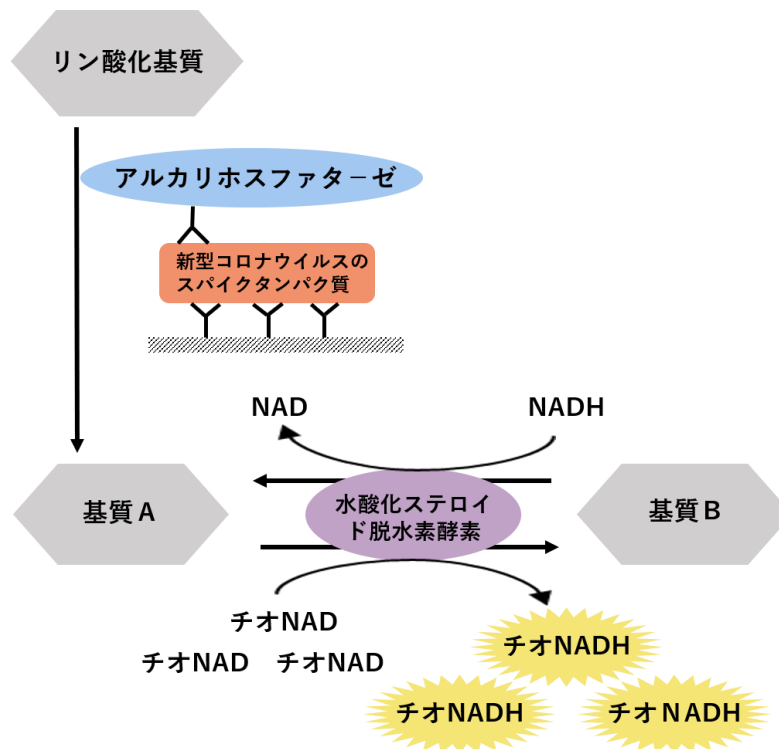 リン酸化基質
アルカリホスファターゼ
新型コロナウイルスの
スパイクタンパク質
NAD
NADH
基質A
水酸化ステロイ
ド脱水素酵素
基質B
チオNAD
チオNAD
チオNAD
チオNADH
チオNADH
チオNADH